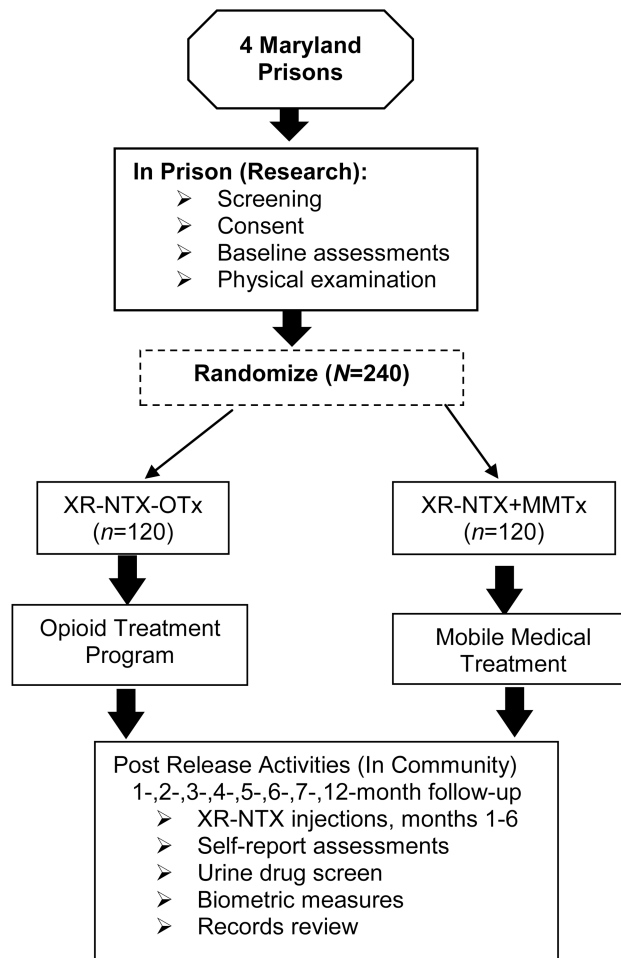 4 Maryland
Prisons
In Prison (Research):
➢ Screening
➢ Consent
➢ Baseline assessments
➢ Physical examination
Randomize (N=240)
XR-NTX-OTx
(n=120)
XR-NTX+MMTx
(n=120)
Opioid Treatment
Program
Mobile Medical
Treatment
Post Release Activities (In Community)
1-,2-,3-,4-,5-,6-,7-,12-month follow-up
➢ XR-NTX injections, months 1-6
➢ Self-report assessments
➢ Urine drug screen
➢ Biometric measures
➢ Records review